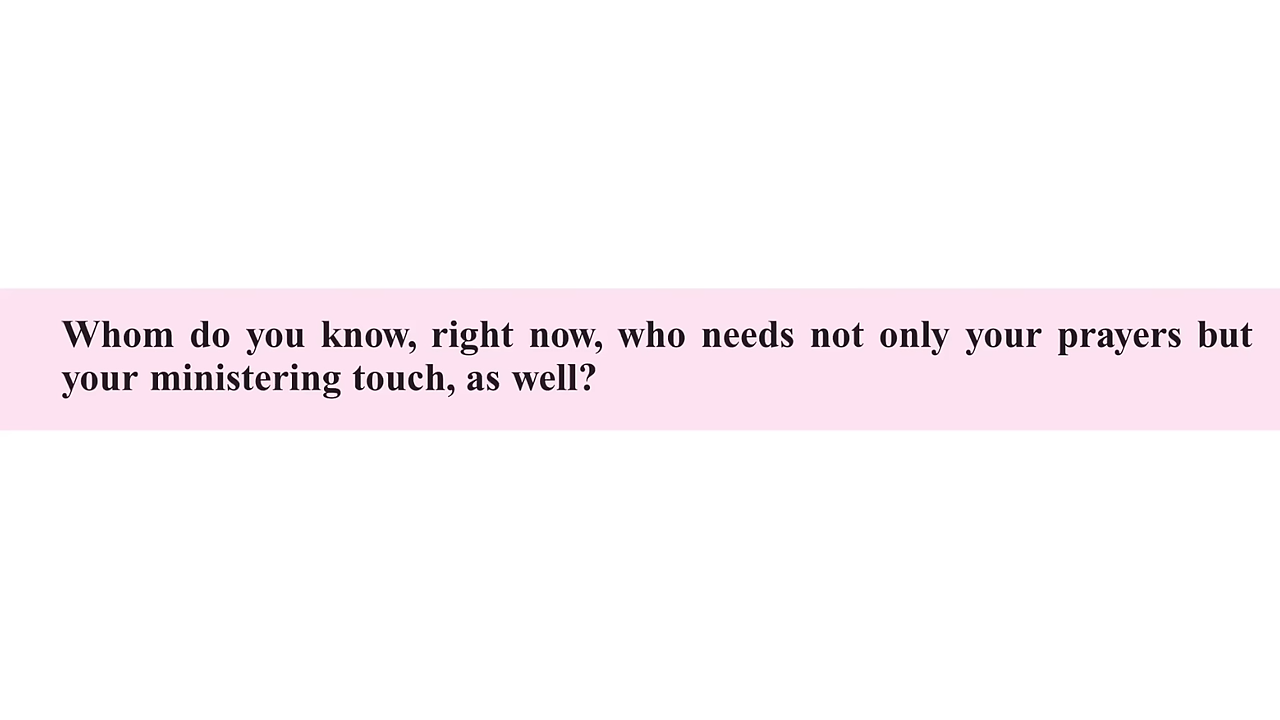 Whom do you know, right now, who needs not only your prayers but
your ministering touch, as well?